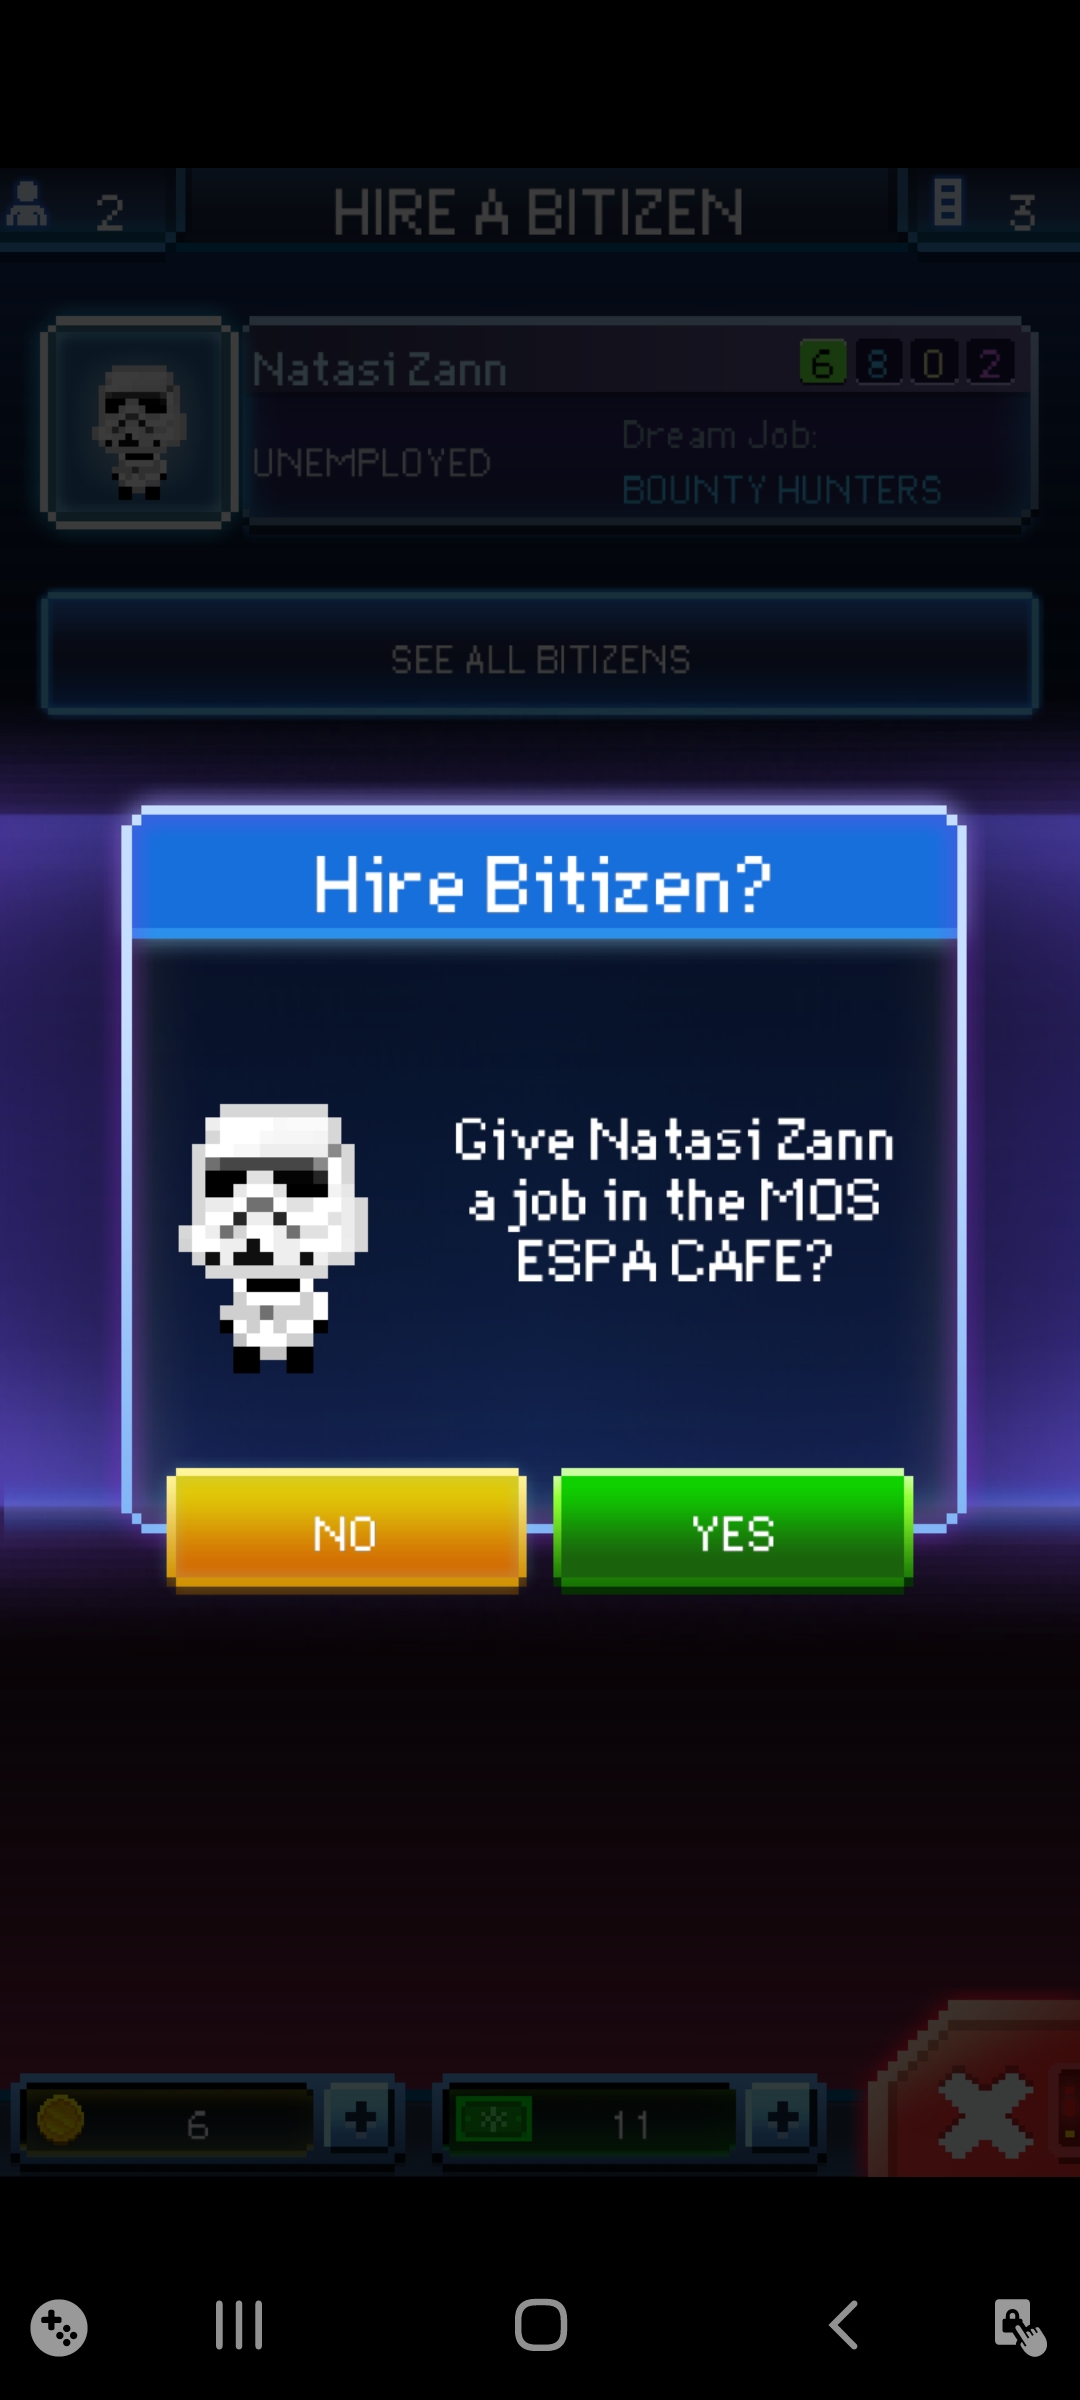 2
HIRE A BITIZEN
3
Natasi Zann
6 8 0 2
UNEMPLOYED
Dream Job:
BOUNTY HUNTERS
SEE ALL BITIZENS
Hire Bitizen?
Give Natasi Zann
a job in the MOS
ESPA CAFE?
NO
YES
6
11